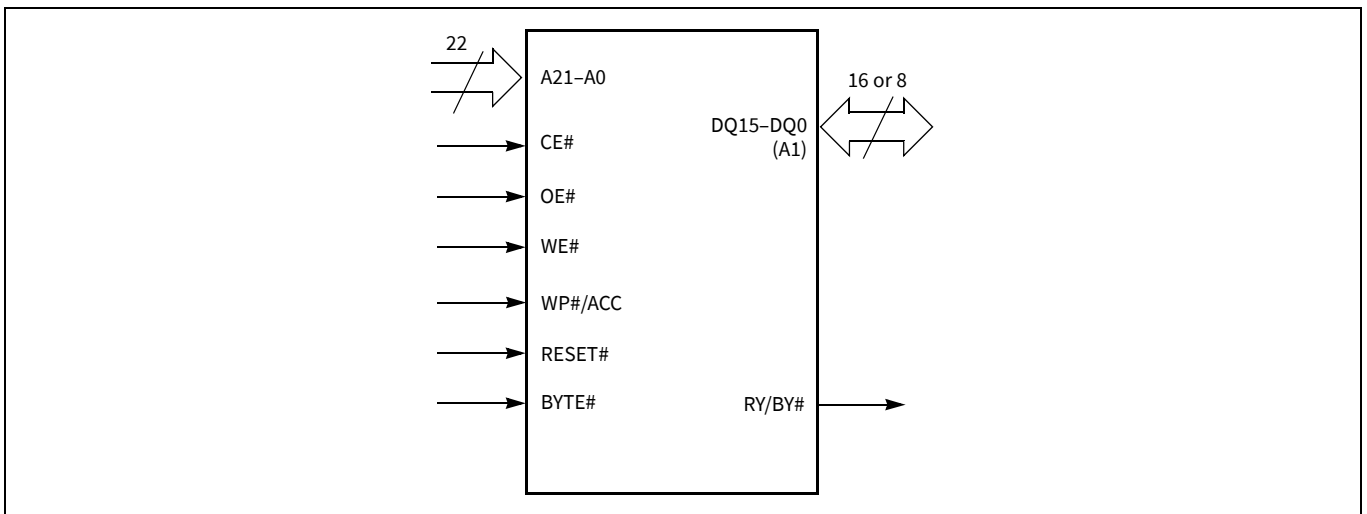 22
A21–A0
16 or 8
DQ15–DQ0
(A1)
CE#
OE#
WE#
WP#/ACC
RESET#
BYTE#
RY/BY#